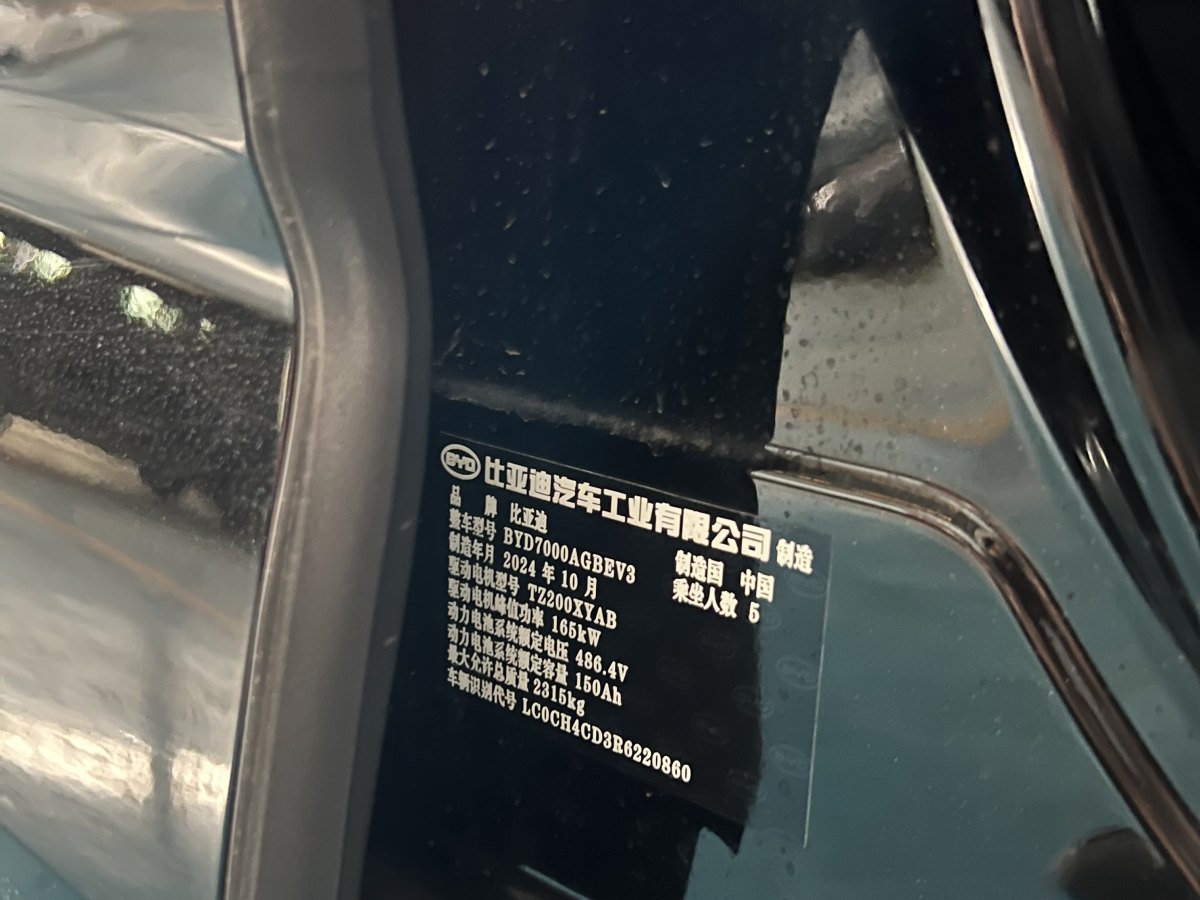 BYD 比亚迪汽车工业有限公司 制造
品 牌 比亚迪
整车型号 BYD7000AGBEV3 制造国 中国
制造年月 2024 年 10 月 乘坐人数 5
驱动电机型号 TZ200XYAB
驱动电机峰值功率 165kW
动力电池系统额定电压 486.4V
动力电池系统额定容量 150Ah
最大允许总质量 2315kg
车辆识别代号 LC0CH4CD3R6220860